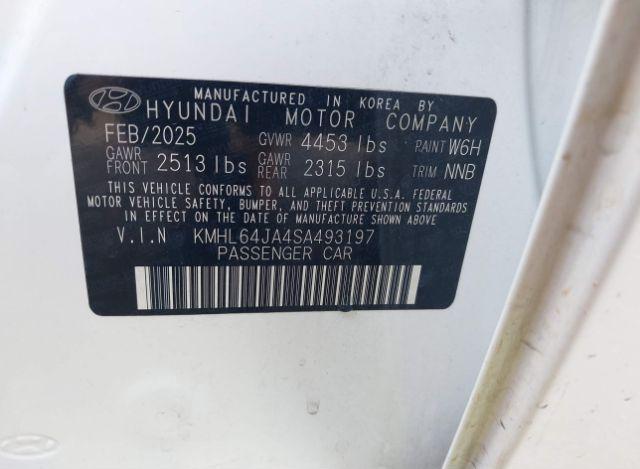 MANUFACTURED IN KOREA BY
HYUNDAI MOTOR COMPANY
FEB/2025 GVWR 4453 lbs PAINT W6H
GAWR FRONT 2513 lbs GAWR REAR 2315 lbs TRIM NNB
THIS VEHICLE CONFORMS TO ALL APPLICABLE U.S.A. FEDERAL
MOTOR VEHICLE SAFETY, BUMPER, AND THEFT PREVENTION STANDARDS
IN EFFECT ON THE DATE OF MANUFACTURE SHOWN ABOVE
V.I.N KMHL64JA4SA493197
PASSENGER CAR